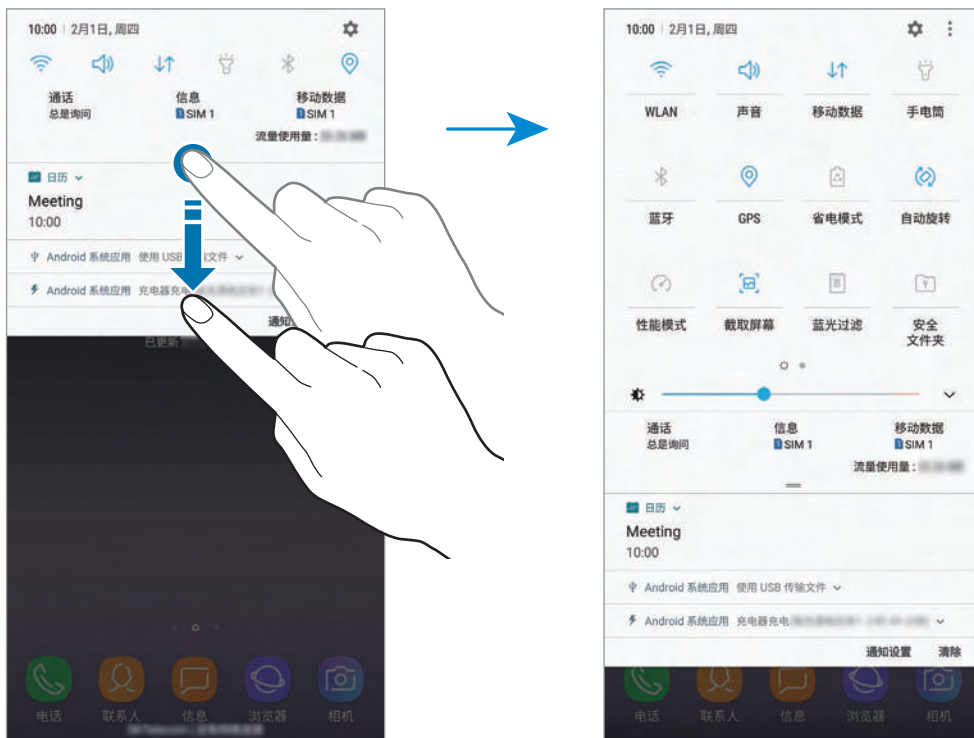 10:00 2月1日, 周四
通话 信息 移动数据
总是询问 1 SIM 1 1 SIM 1
流量使用量 :
日历
Meeting
10:00
Android 系统应用 使用 USB 文件
Android 系统应用 充电器充电
通知
已更新
电话 联系人 信息 浏览器 相机
10:00 2月1日, 周四
WLAN 声音 移动数据 手电筒
蓝牙 GPS 省电模式 自动旋转
B
性能模式 截取屏幕 蓝光过滤 安全
文件夹
通话 信息 移动数据
总是询问 1 SIM 1 1 SIM 1
流量使用量 :
日历
Meeting
10:00
Android 系统应用 使用 USB 传输文件
Android 系统应用 充电器充电
通知设置 清除
电话 联系人 信息 浏览器 相机